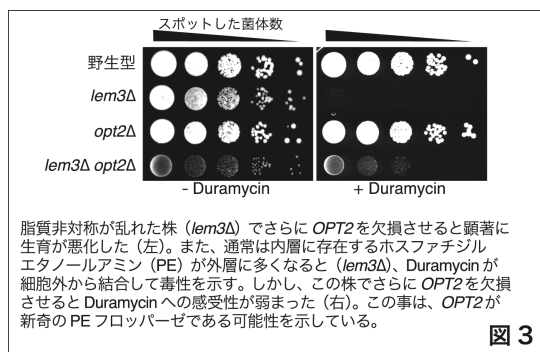 スポットした菌体数
野生型
lem3Δ
opt2Δ
lem3Δ opt2Δ
- Duramycin
+ Duramycin
脂質非対称が乱れた株（lem3Δ）でさらに OPT2 を欠損させると顕著に
生育が悪化した（左）。また、通常は内層に存在するホスファチジル
エタノールアミン（PE）が外層に多くなると（lem3Δ）、Duramycin が
細胞外から結合して毒性を示す。しかし、この株でさらに OPT2 を欠損
させると Duramycin への感受性が弱まった（右）。この事は、OPT2 が
新奇の PE フロッパーゼである可能性を示している。
図 3